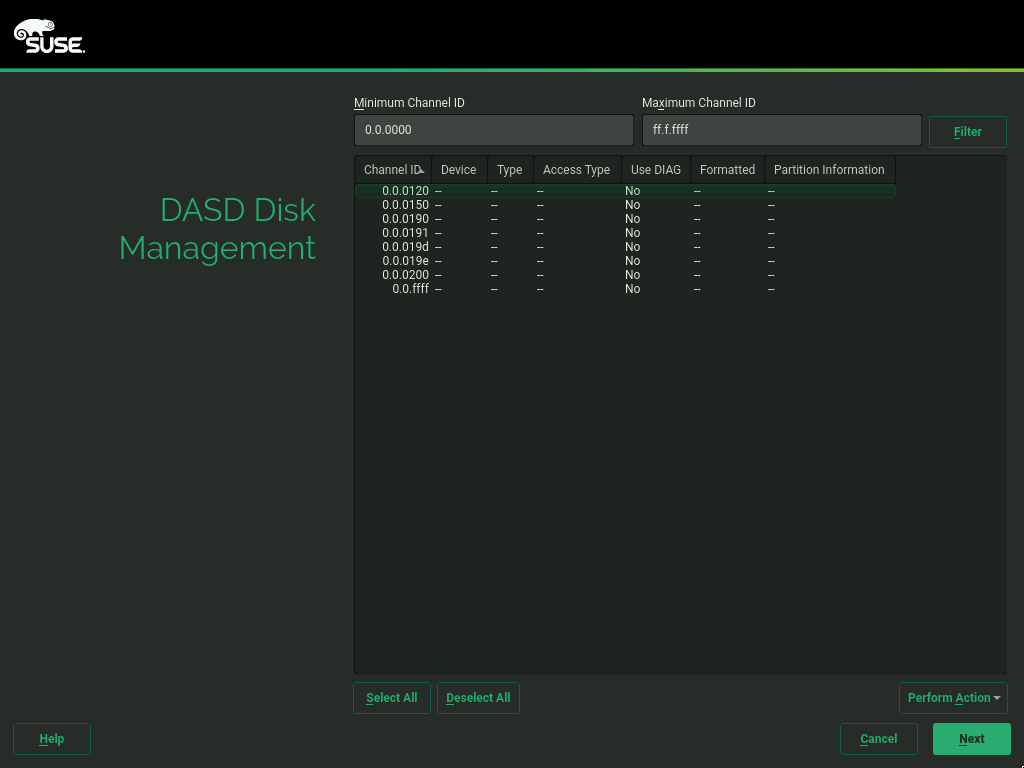 SUSE.
Minimum Channel ID Maximum Channel ID
0.0.0000 ff.f.ffff Filter
Channel ID Device Type Access Type Use DIAG Formatted Partition Information
DASD Disk
Management
0.0.0120 -- -- -- No -- --
0.0.0150 -- -- -- No -- --
0.0.0190 -- -- -- No -- --
0.0.0191 -- -- -- No -- --
0.0.019d -- -- -- No -- --
0.0.019e -- -- -- No -- --
0.0.0200 -- -- -- No -- --
0.0.ffff -- -- -- No -- --
Select All Deselect All Perform Action
Help Cancel Next